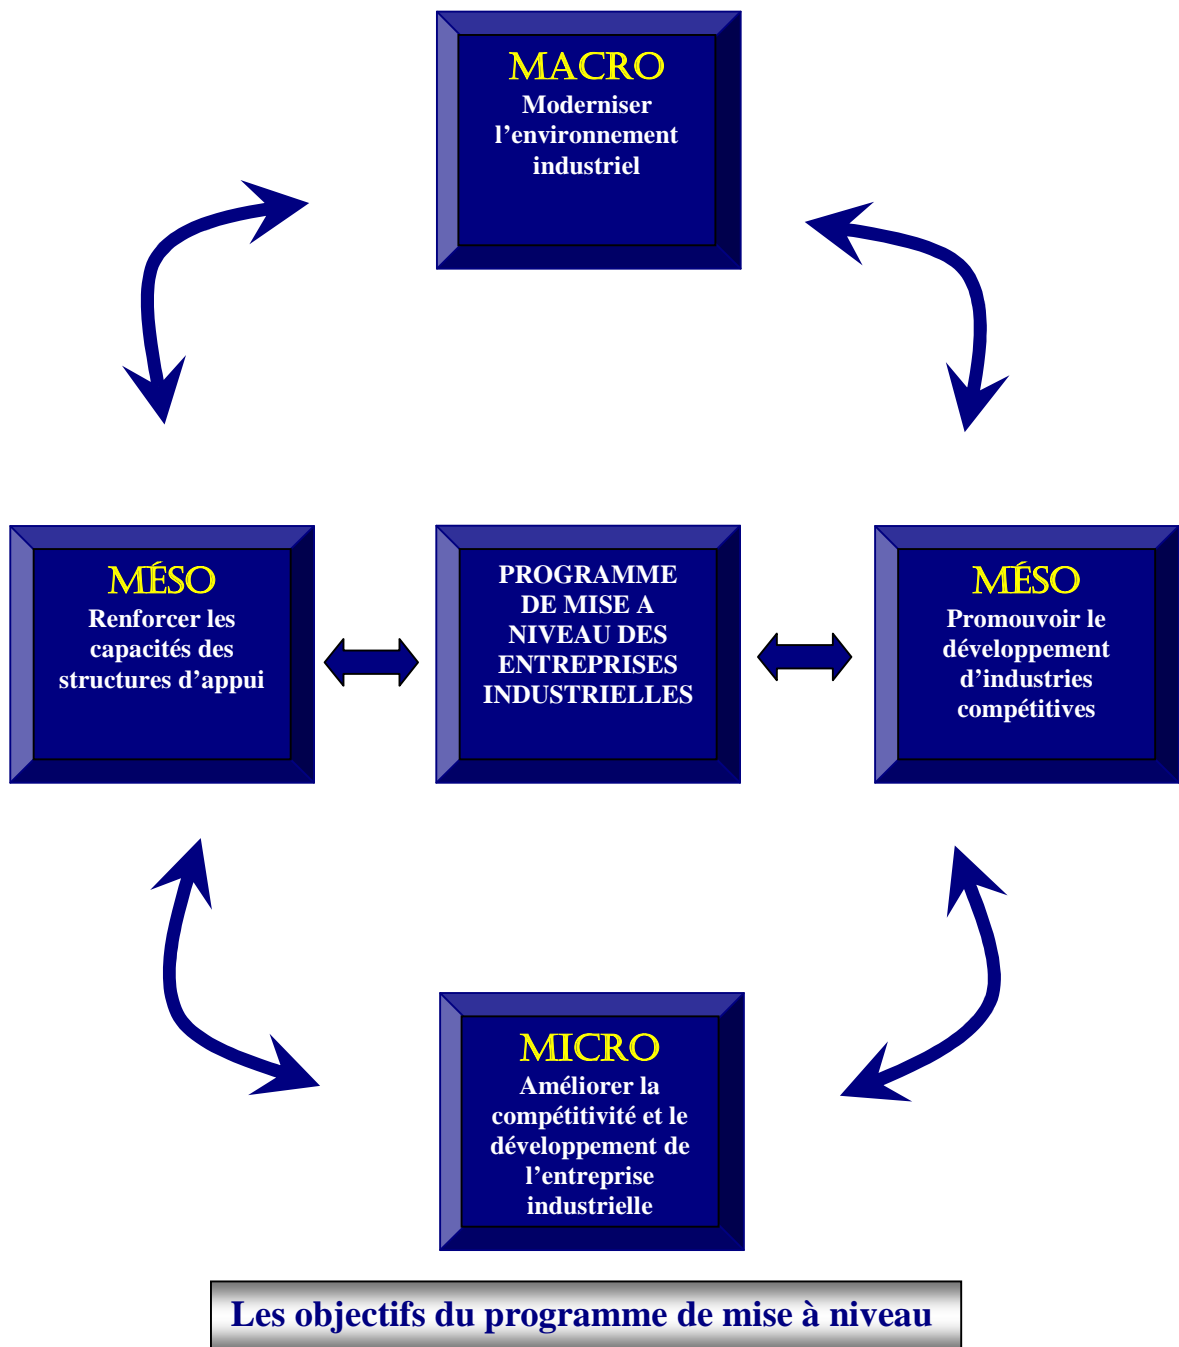 MACRO
Moderniser
l’environnement
industriel
MÉSO
Renforcer les
capacités des
structures d’appui
PROGRAMME
DE MISE A
NIVEAU DES
ENTREPRISES
INDUSTRIELLES
MÉSO
Promouvoir le
développement
d’industries
compétitives
MICRO
Améliorer la
compétitivité et le
développement de
l’entreprise
industrielle
Les objectifs du programme de mise à niveau